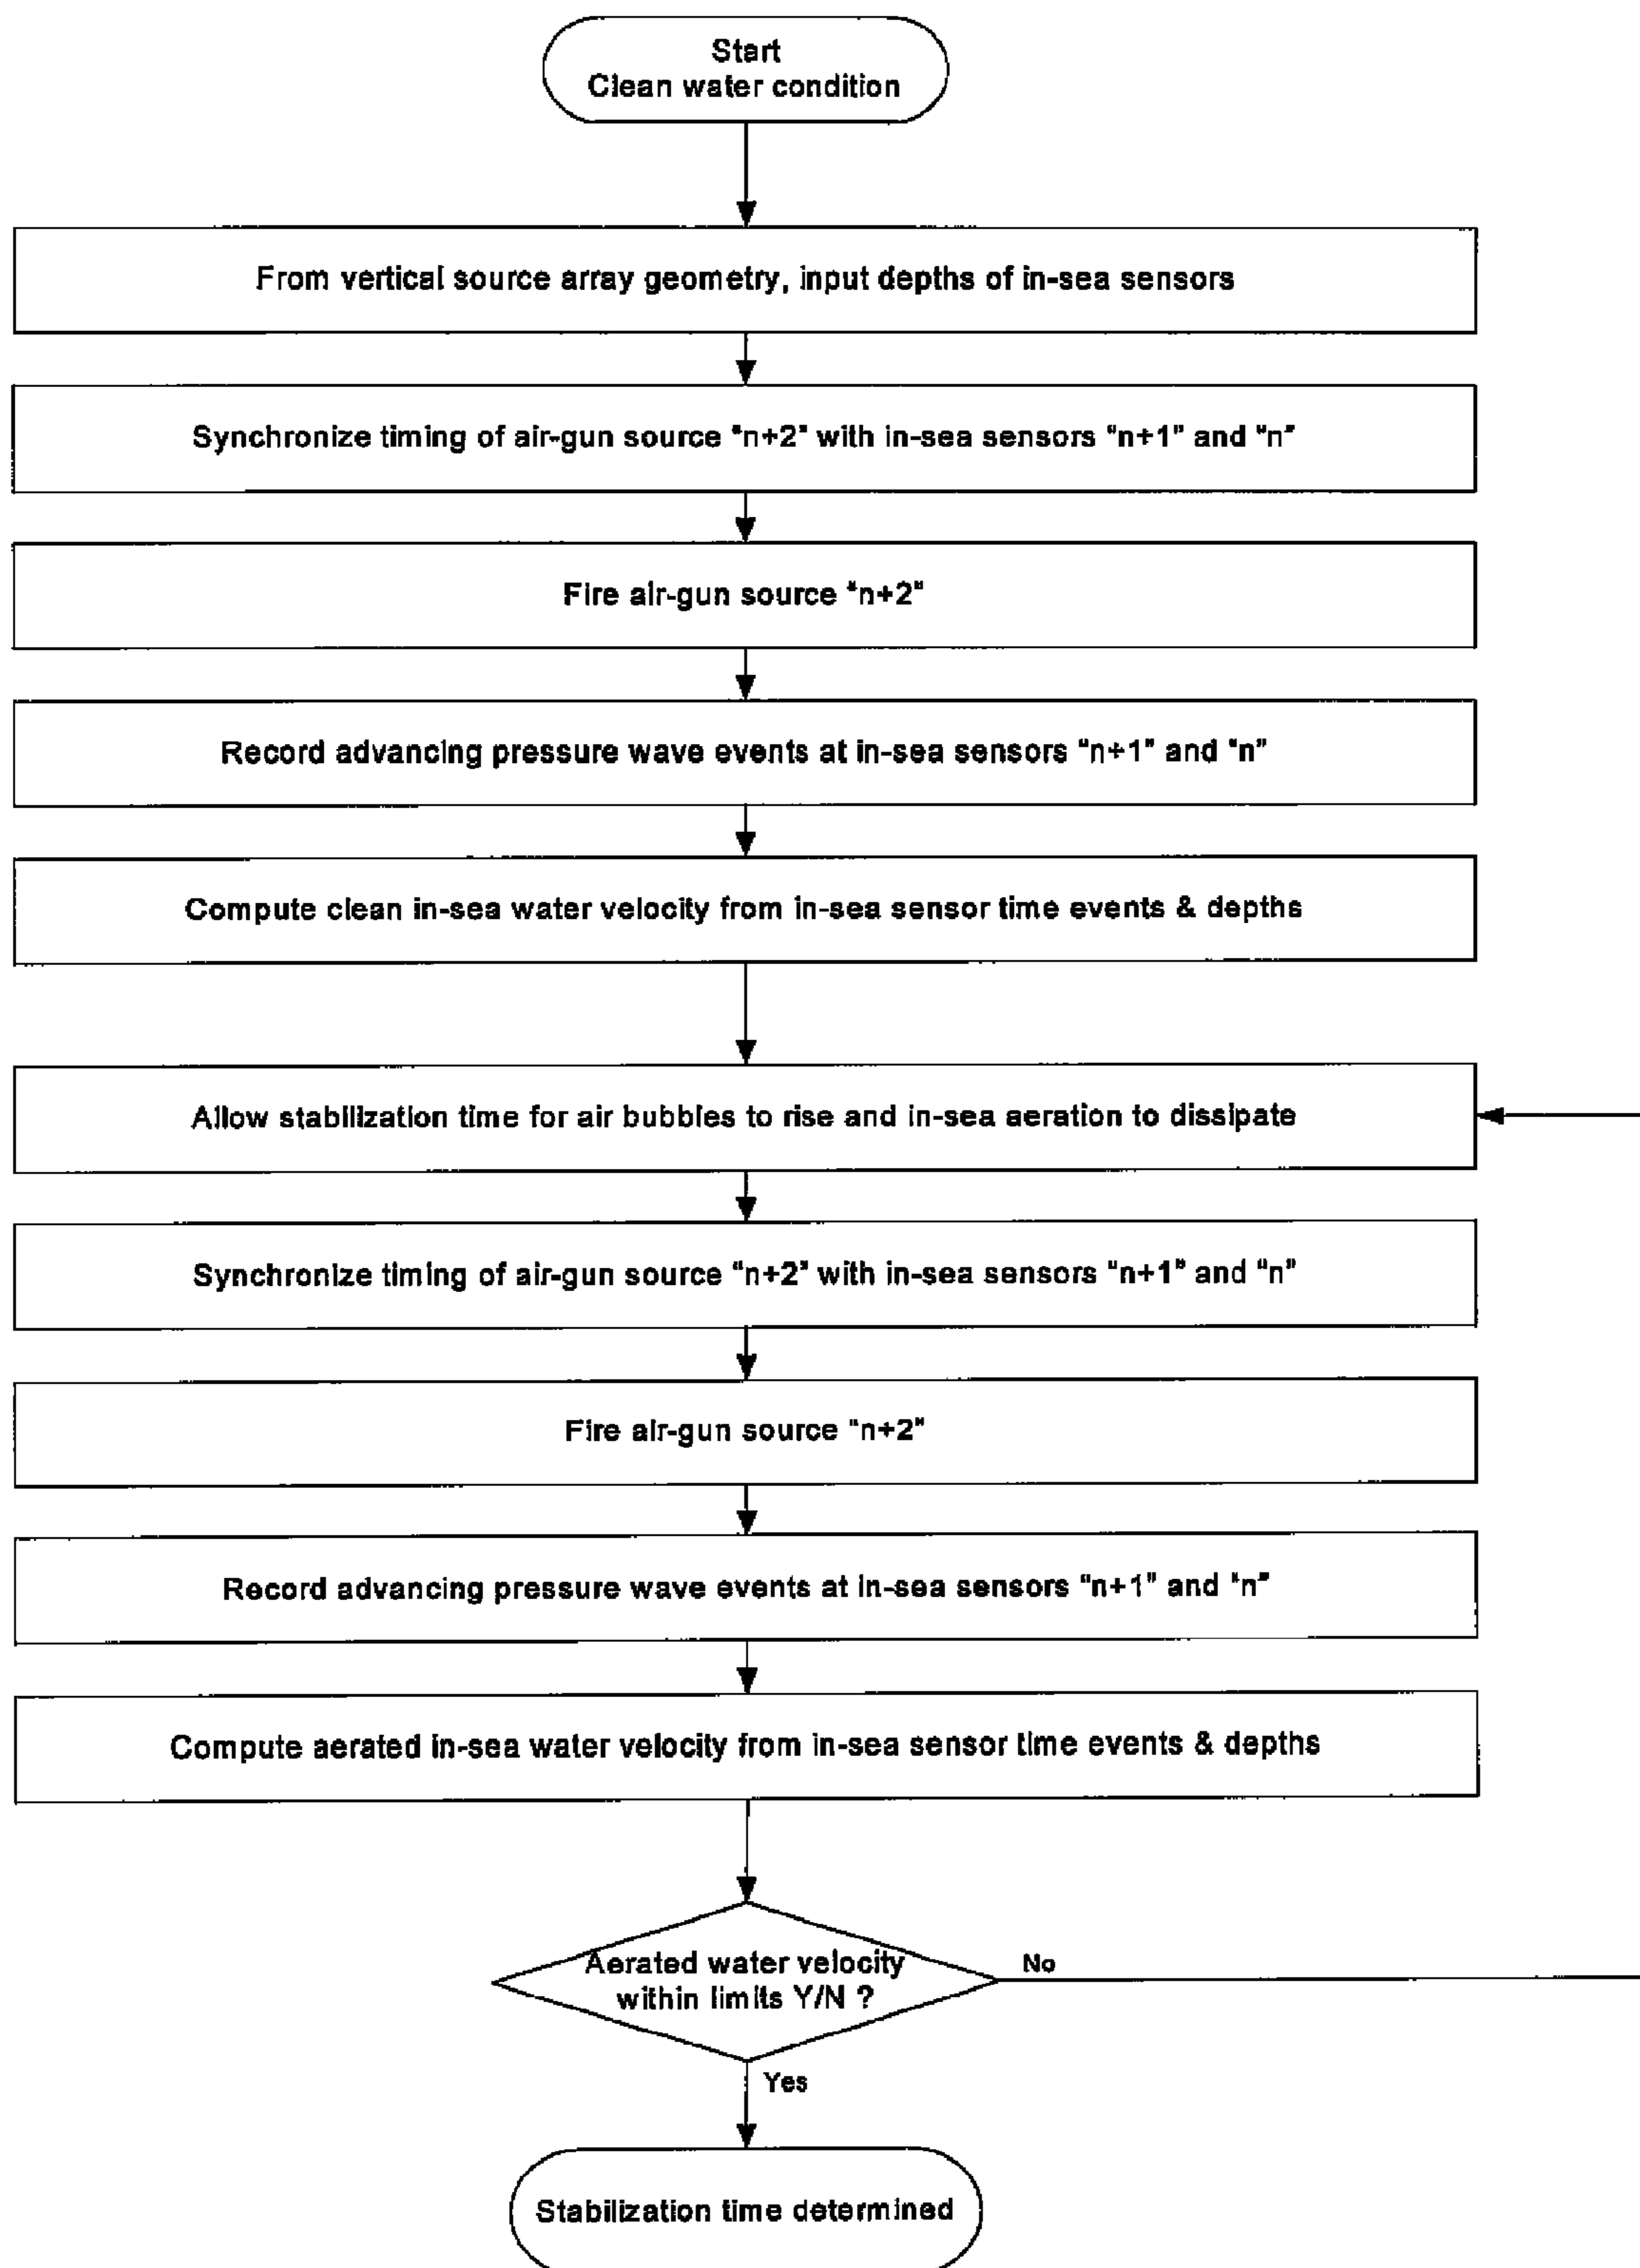 Start
Clean water condition
From vertical source array geometry, input depths of in-sea sensors
Synchronize timing of air-gun source "n+2" with in-sea sensors "n+1" and "n"
Fire air-gun source "n+2"
Record advancing pressure wave events at in-sea sensors "n+1" and "n"
Compute clean in-sea water velocity from in-sea sensor time events & depths
Allow stabilization time for air bubbles to rise and in-sea aeration to dissipate
Synchronize timing of air-gun source "n+2" with in-sea sensors "n+1" and "n"
Fire air-gun source "n+2"
Record advancing pressure wave events at in-sea sensors "n+1" and "n"
Compute aerated in-sea water velocity from in-sea sensor time events & depths
Aerated water velocity
within limits Y/N ?
No
Yes
Stabilization time determined